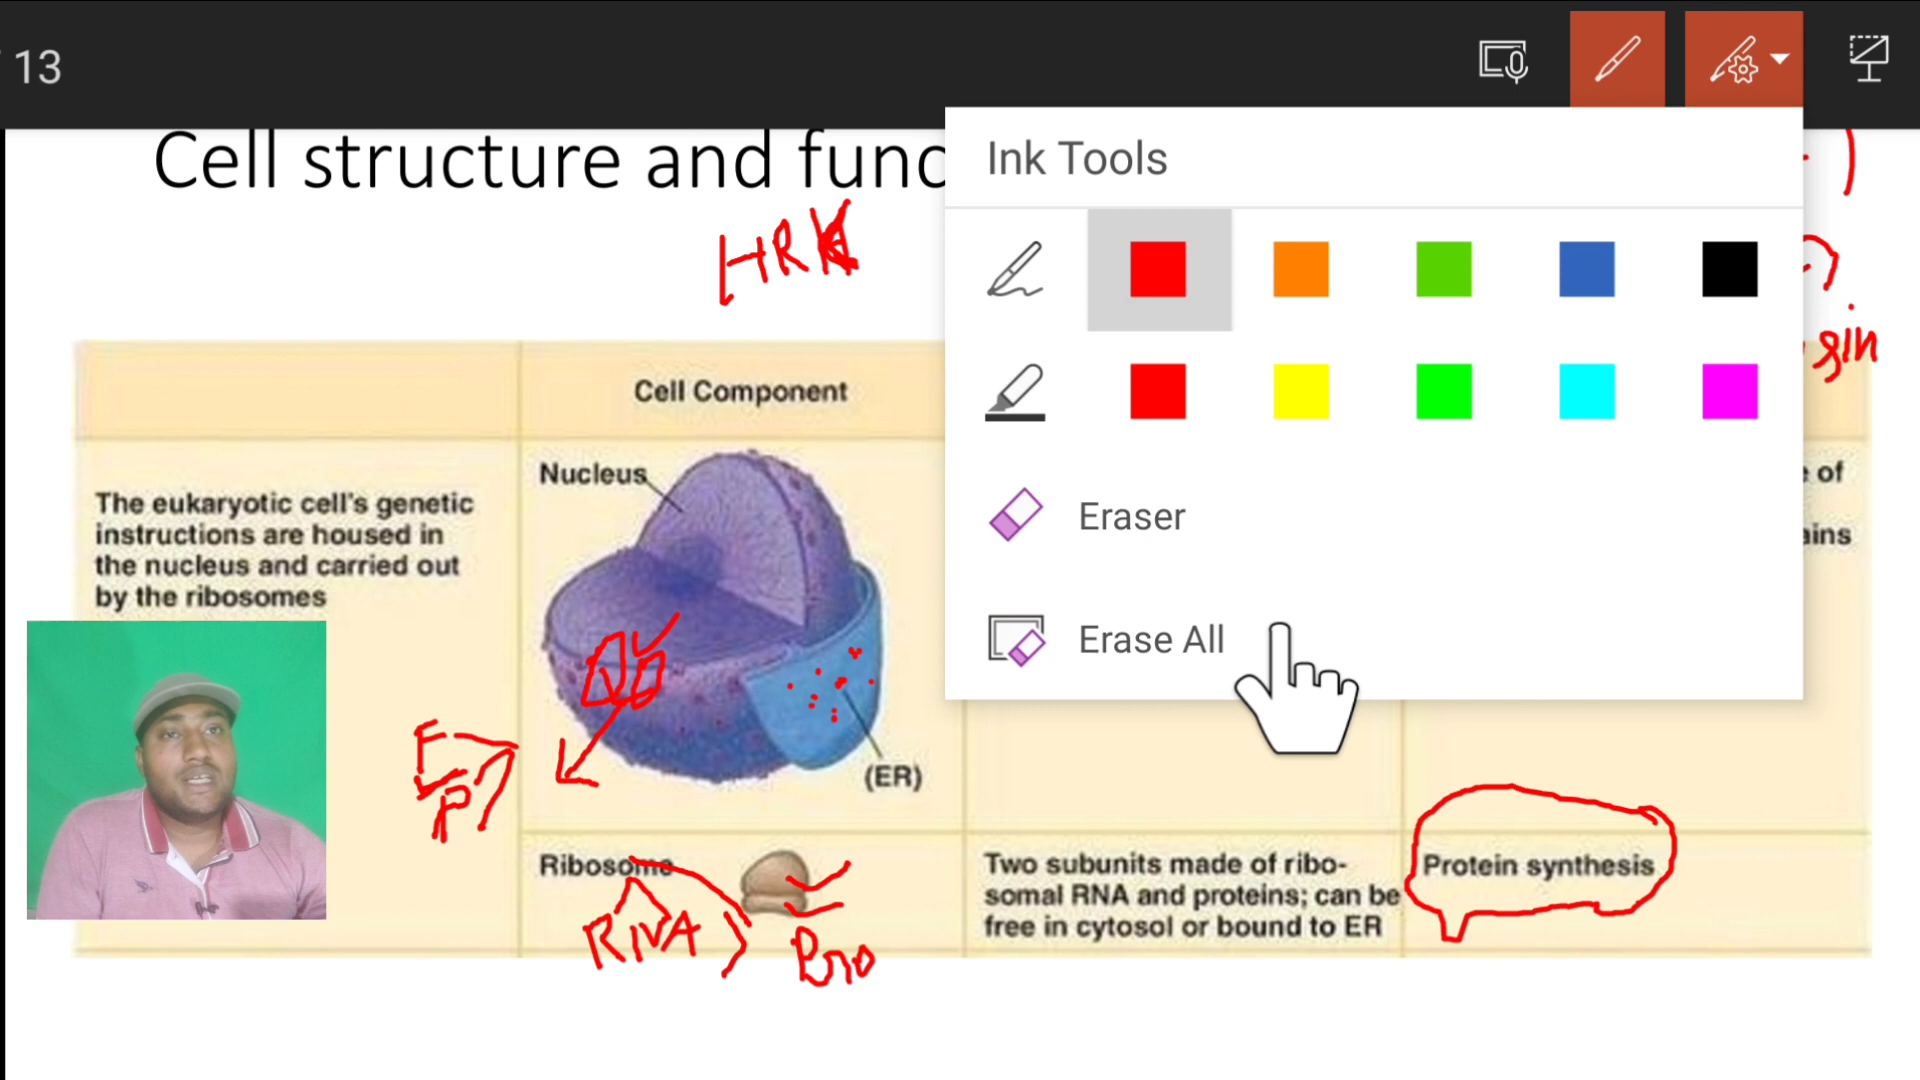 13
Cell structure and func
Ink Tools
HRK
gin
Cell Component
Nucleus
The eukaryotic cell's genetic
instructions are housed in
the nucleus and carried out
by the ribosomes
of
ains
Eraser
Erase All
F
P
(ER)
Ribosome
Two subunits made of ribo-
somal RNA and proteins; can be
free in cytosol or bound to ER
Protein synthesis
RNA
Pro